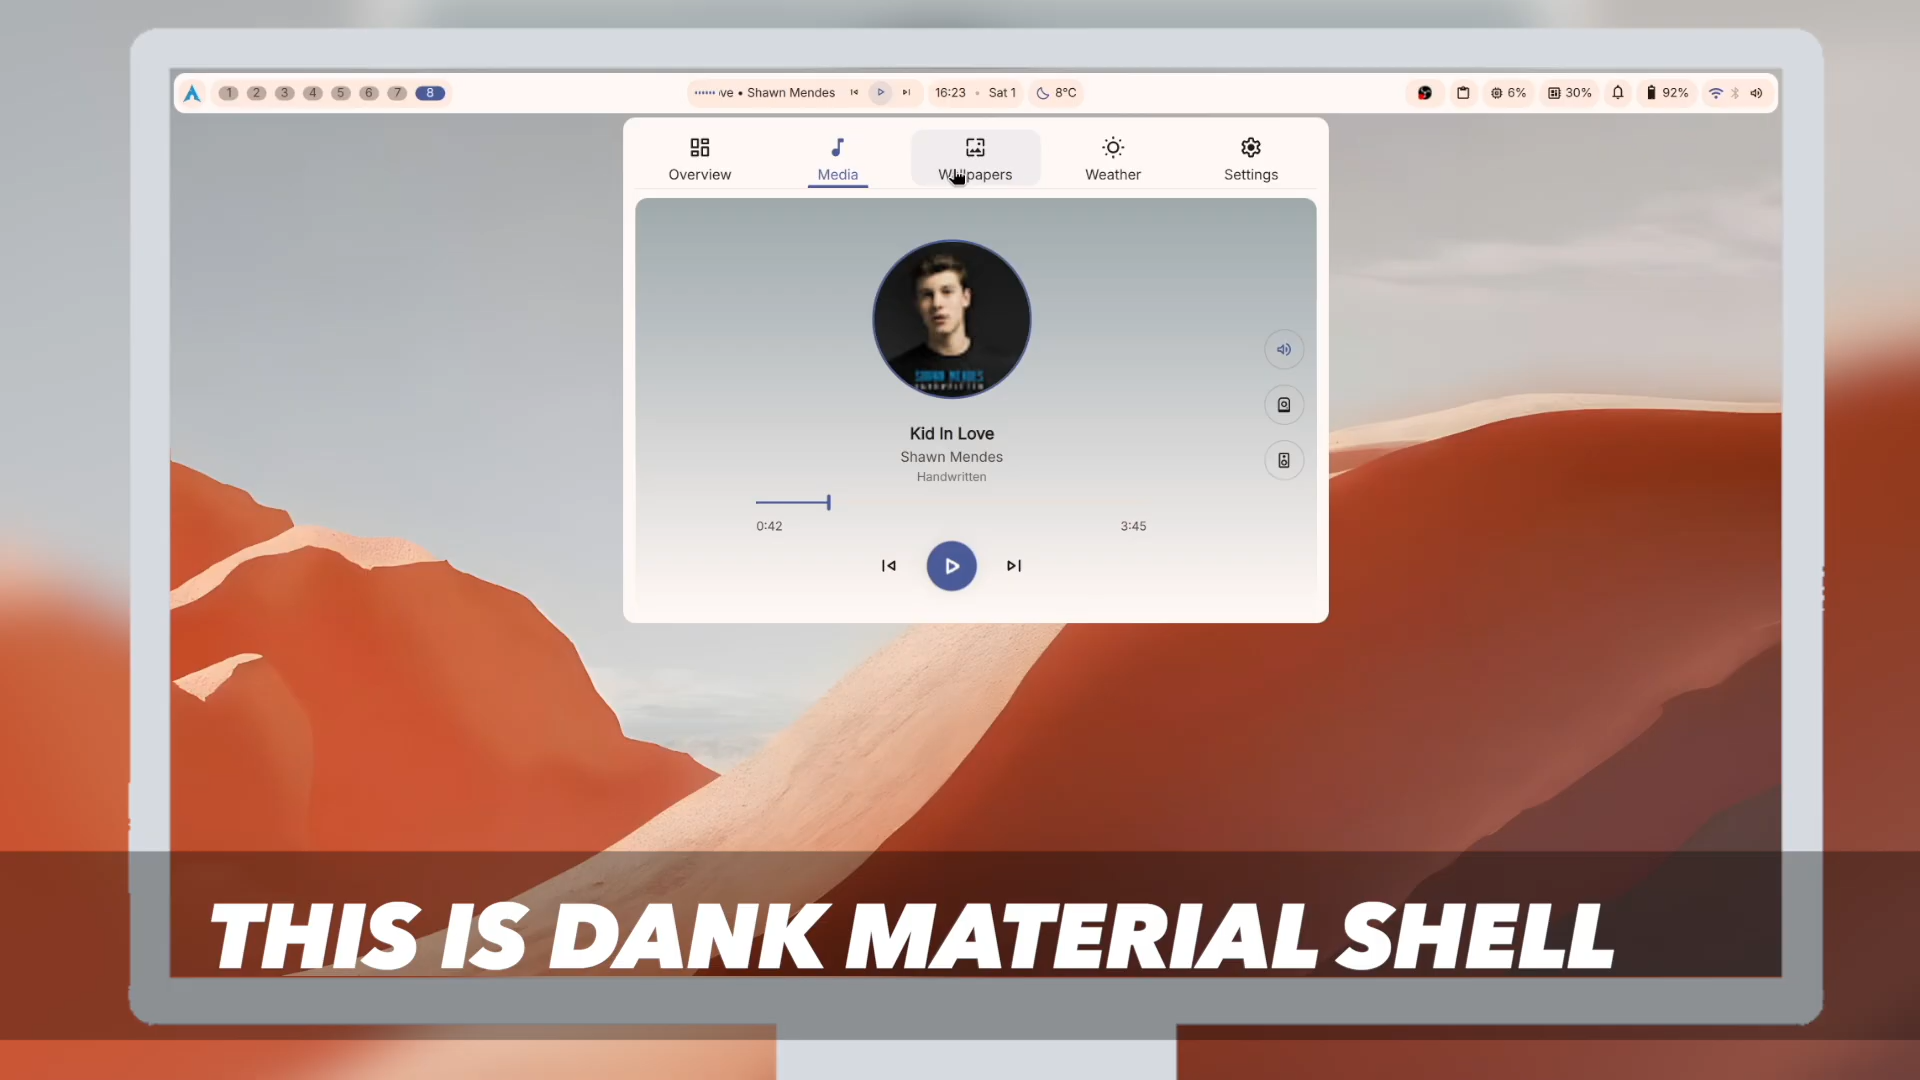 1 2 3 4 5 6 7 8
ve • Shawn Mendes
16:23 • Sat 1
8°C
6%
30%
92%
Overview
Media
Wallpapers
Weather
Settings
SHAWN MENDES
Kid In Love
Shawn Mendes
Handwritten
0:42
3:45
THIS IS DANK MATERIAL SHELL